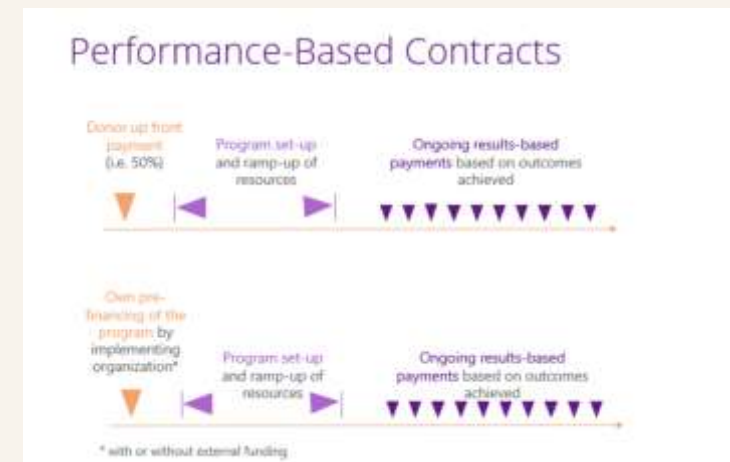 Performance-Based Contracts
Donor up front
payment
(i.e. 50%)
Program set-up
and ramp-up of
resources
Ongoing results-based
payments based on outcomes
achieved
Own pre-
financing of the
program by
implementing
organization*
Program set-up
and ramp-up of
resources
Ongoing results-based
payments based on outcomes
achieved
* with or without external funding